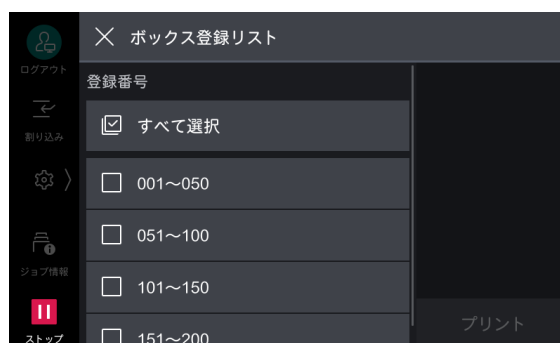 ボックス登録リスト
ログアウト
登録番号
すべて選択
割り込み
001～050
051～100
ジョブ情報
101～150
ストップ
151～200
プリント